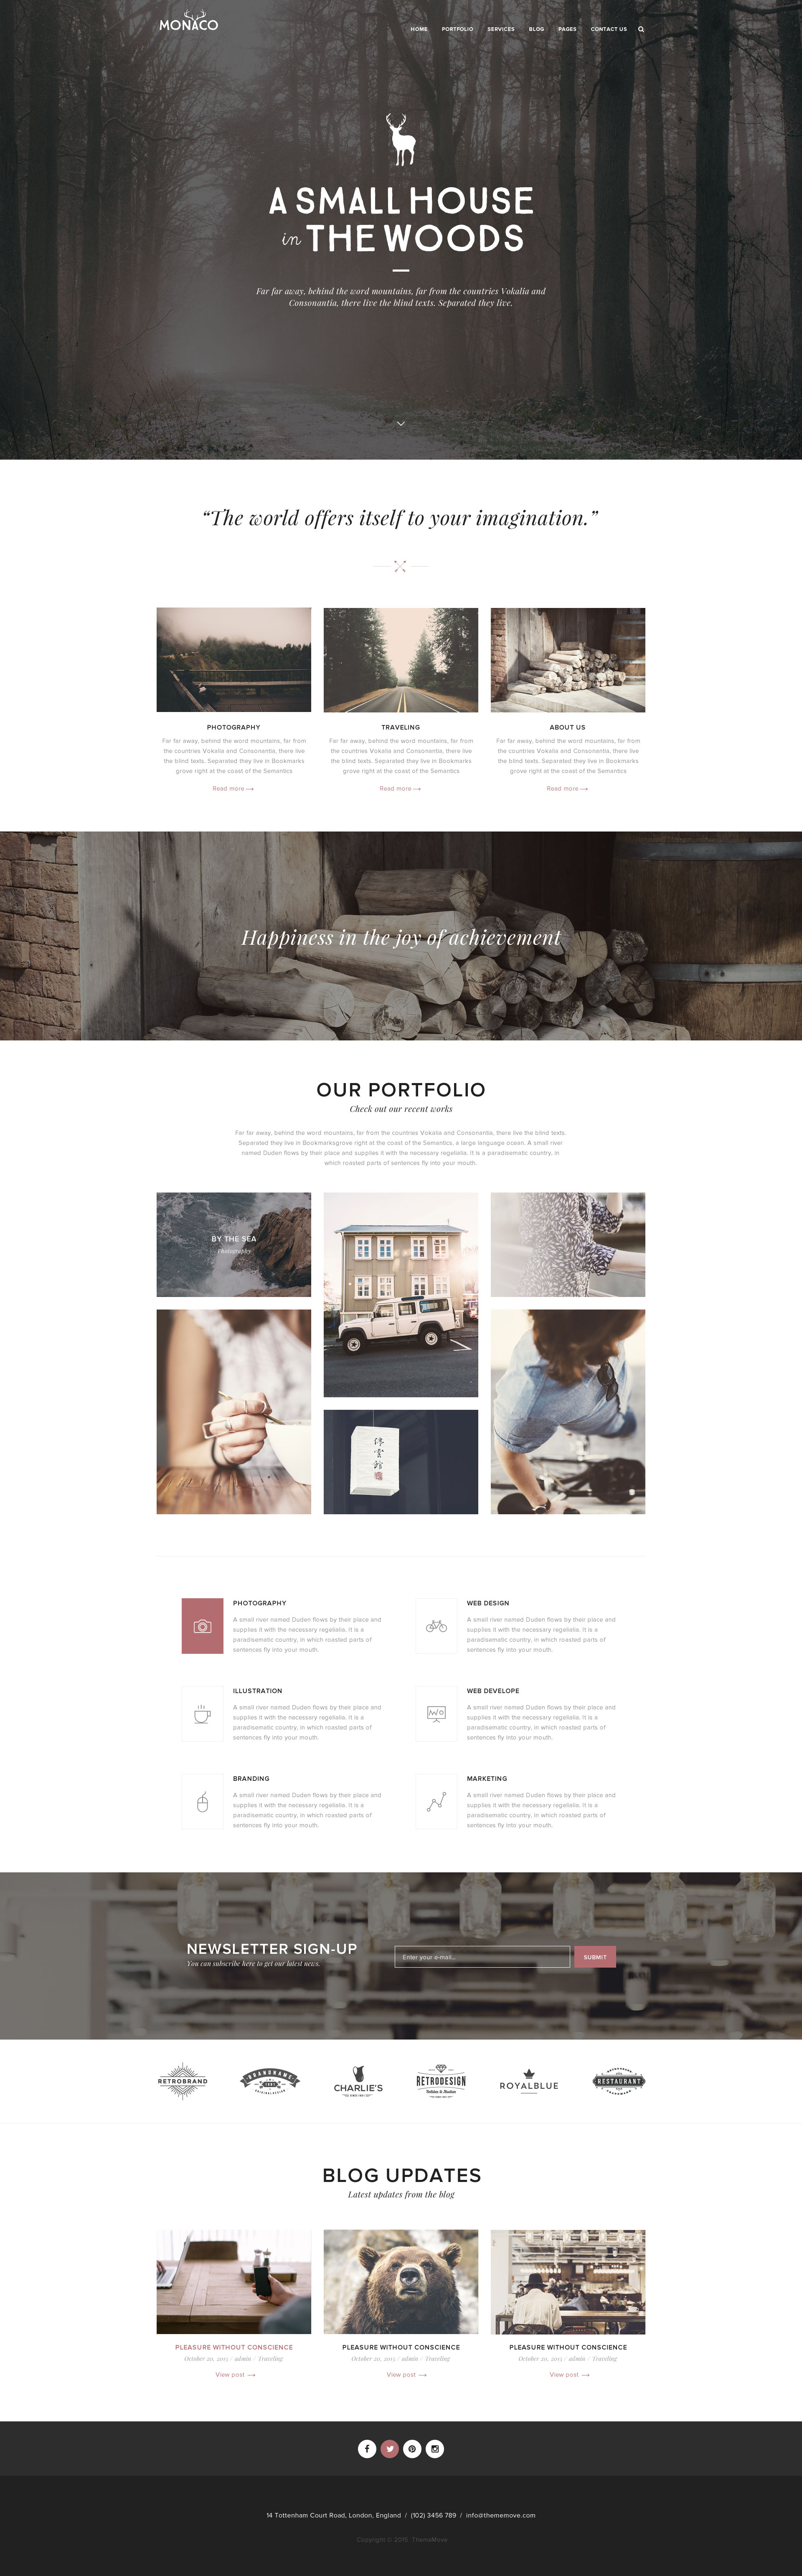 MONACO
HOME PORTFOLIO SERVICES BLOG PAGES CONTACT US
A SMALL HOUSE
in THE WOODS
Far far away, behind the word mountains, far from the countries Vokalia and
Consonantia, there live the blind texts. Separated they live.
“The world offers itself to your imagination.”
PHOTOGRAPHY
Far far away, behind the word mountains, far from
the countries Vokalia and Consonantia, there live
the blind texts. Separated they live in Bookmarks
grove right at the coast of the Semantics
Read more
TRAVELING
Far far away, behind the word mountains, far from
the countries Vokalia and Consonantia, there live
the blind texts. Separated they live in Bookmarks
grove right at the coast of the Semantics
Read more
ABOUT US
Far far away, behind the word mountains, far from
the countries Vokalia and Consonantia, there live
the blind texts. Separated they live in Bookmarks
grove right at the coast of the Semantics
Read more
Happiness in the joy of achievement
OUR PORTFOLIO
Check out our recent works
Far far away, behind the word mountains, far from the countries Vokalia and Consonantia, there live the blind texts.
Separated they live in Bookmarksgrove right at the coast of the Semantics, a large language ocean. A small river
named Duden flows by their place and supplies it with the necessary regelialia. It is a paradisematic country, in
which roasted parts of sentences fly into your mouth.
BY THE SEA
Photography
PHOTOGRAPHY
A small river named Duden flows by their place and
supplies it with the necessary regelialia. It is a
paradisematic country, in which roasted parts of
sentences fly into your mouth.
WEB DESIGN
A small river named Duden flows by their place and
supplies it with the necessary regelialia. It is a
paradisematic country, in which roasted parts of
sentences fly into your mouth.
ILLUSTRATION
A small river named Duden flows by their place and
supplies it with the necessary regelialia. It is a
paradisematic country, in which roasted parts of
sentences fly into your mouth.
WEB DEVELOPE
A small river named Duden flows by their place and
supplies it with the necessary regelialia. It is a
paradisematic country, in which roasted parts of
sentences fly into your mouth.
BRANDING
A small river named Duden flows by their place and
supplies it with the necessary regelialia. It is a
paradisematic country, in which roasted parts of
sentences fly into your mouth.
MARKETING
A small river named Duden flows by their place and
supplies it with the necessary regelialia. It is a
paradisematic country, in which roasted parts of
sentences fly into your mouth.
NEWSLETTER SIGN-UP
You can subscribe here to get our latest news.
Enter your e-mail...
SUBMIT
RETROBRAND
BRANDNAME
ORIGINAL DESIGN
CHARLIE'S
RETRODESIGN
ROYALBLUE
RESTAURANT
BLOG UPDATES
Latest updates from the blog
PLEASURE WITHOUT CONSCIENCE
October 20, 2015 / admin / Traveling
View post
PLEASURE WITHOUT CONSCIENCE
October 20, 2015 / admin / Traveling
View post
PLEASURE WITHOUT CONSCIENCE
October 20, 2015 / admin / Traveling
View post
14 Tottenham Court Road, London, England / (102) 3456 789 / info@thememove.com
Copyright © 2015 ThemeMove